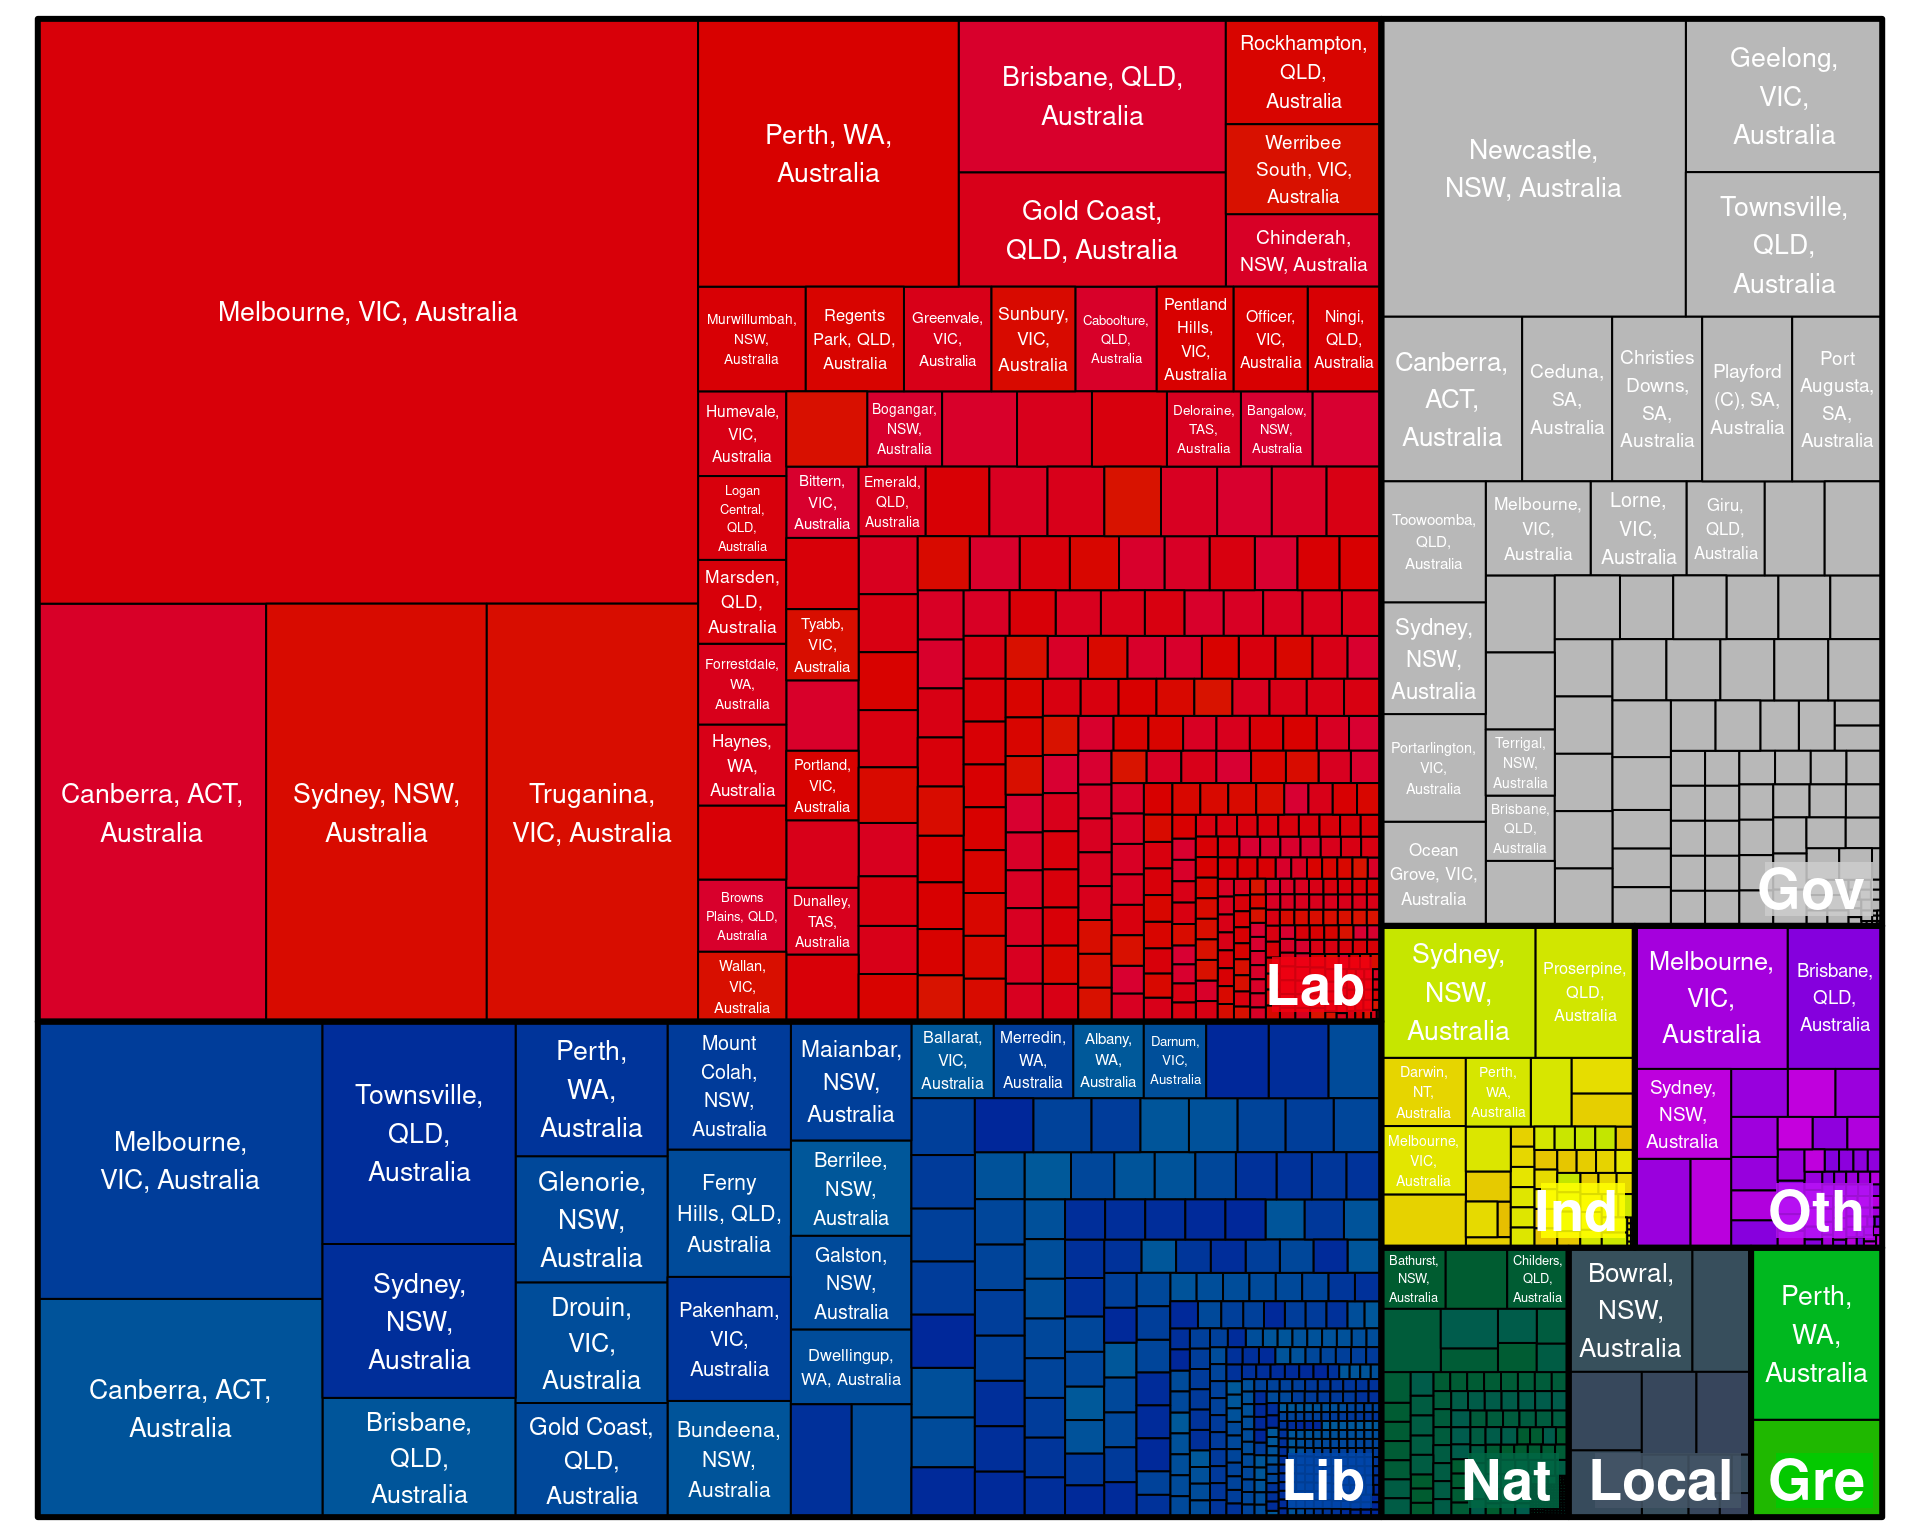 Melbourne, VIC, Australia
Canberra, ACT,
Australia
Sydney, NSW,
Australia
Truganina,
VIC, Australia
Perth, WA,
Australia
Brisbane, QLD,
Australia
Gold Coast,
QLD, Australia
Rockhampton,
QLD,
Australia
Werribee
South, VIC,
Australia
Chinderah,
NSW, Australia
Murwillumbah,
NSW,
Australia
Regents
Park, QLD,
Australia
Greenvale,
VIC,
Australia
Sunbury,
VIC,
Australia
Caboolture,
QLD,
Australia
Pentland
Hills,
VIC,
Australia
Officer,
VIC,
Australia
Ningi,
QLD,
Australia
Humevale,
VIC,
Australia
Bogangar,
NSW,
Australia
Deloraine,
TAS,
Australia
Bangalow,
NSW,
Australia
Logan
Central,
QLD,
Australia
Bittern,
VIC,
Australia
Emerald,
QLD,
Australia
Marsden,
QLD,
Australia
Tyabb,
VIC,
Australia
Forrestdale,
WA,
Australia
Haynes,
WA,
Australia
Portland,
VIC,
Australia
Browns
Plains, QLD,
Australia
Dunalley,
TAS,
Australia
Wallan,
VIC,
Australia
Lab
Newcastle,
NSW, Australia
Geelong,
VIC,
Australia
Townsville,
QLD,
Australia
Canberra,
ACT,
Australia
Ceduna,
SA,
Australia
Christies
Downs,
SA,
Australia
Playford
(C), SA,
Australia
Port
Augusta,
SA,
Australia
Toowoomba,
QLD,
Australia
Melbourne,
VIC,
Australia
Lorne,
VIC,
Australia
Giru,
QLD,
Australia
Sydney,
NSW,
Australia
Portarlington,
VIC,
Australia
Terrigal,
NSW,
Australia
Brisbane,
QLD,
Australia
Ocean
Grove, VIC,
Australia
Gov
Melbourne,
VIC, Australia
Canberra, ACT,
Australia
Townsville,
QLD,
Australia
Sydney,
NSW,
Australia
Brisbane,
QLD,
Australia
Perth,
WA,
Australia
Glenorie,
NSW,
Australia
Drouin,
VIC,
Australia
Gold Coast,
QLD,
Australia
Mount
Colah,
NSW,
Australia
Ferny
Hills, QLD,
Australia
Pakenham,
VIC,
Australia
Bundeena,
NSW,
Australia
Maianbar,
NSW,
Australia
Berrilee,
NSW,
Australia
Galston,
NSW,
Australia
Dwellingup,
WA, Australia
Ballarat,
VIC,
Australia
Merredin,
WA,
Australia
Albany,
WA,
Australia
Darnum,
VIC,
Australia
Lib
Sydney,
NSW,
Australia
Proserpine,
QLD,
Australia
Darwin,
NT,
Australia
Perth,
WA,
Australia
Melbourne,
VIC,
Australia
Ind
Melbourne,
VIC,
Australia
Brisbane,
QLD,
Australia
Sydney,
NSW,
Australia
Oth
Bathurst,
NSW,
Australia
Childers,
QLD,
Australia
Nat
Bowral,
NSW,
Australia
Local
Perth,
WA,
Australia
Gre